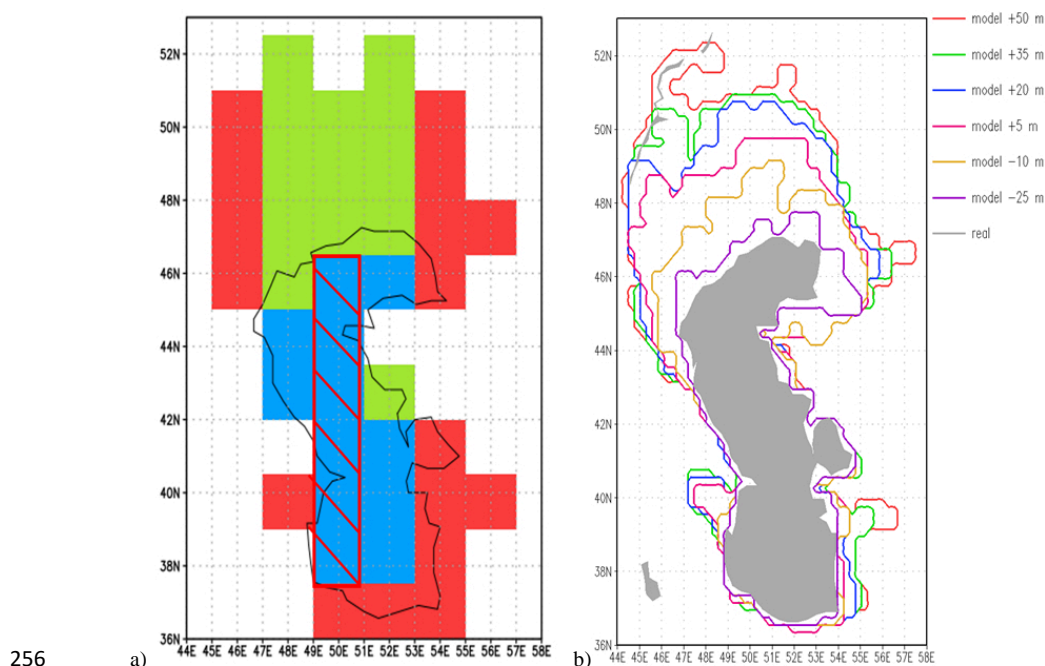 52N
50N
48N
46N
44N
42N
40N
38N
36N
44E 45E 46E 47E 48E 49E 50E 51E 52E 53E 54E 55E 56E 57E 58E
256 a)
52N
50N
48N
46N
44N
42N
40N
38N
36N
44E 45E 46E 47E 48E 49E 50E 51E 52E 53E 54E 55E 56E 57E 58E
b)
model +50 m
model +35 m
model +20 m
model +5 m
model −10 m
model −25 m
real